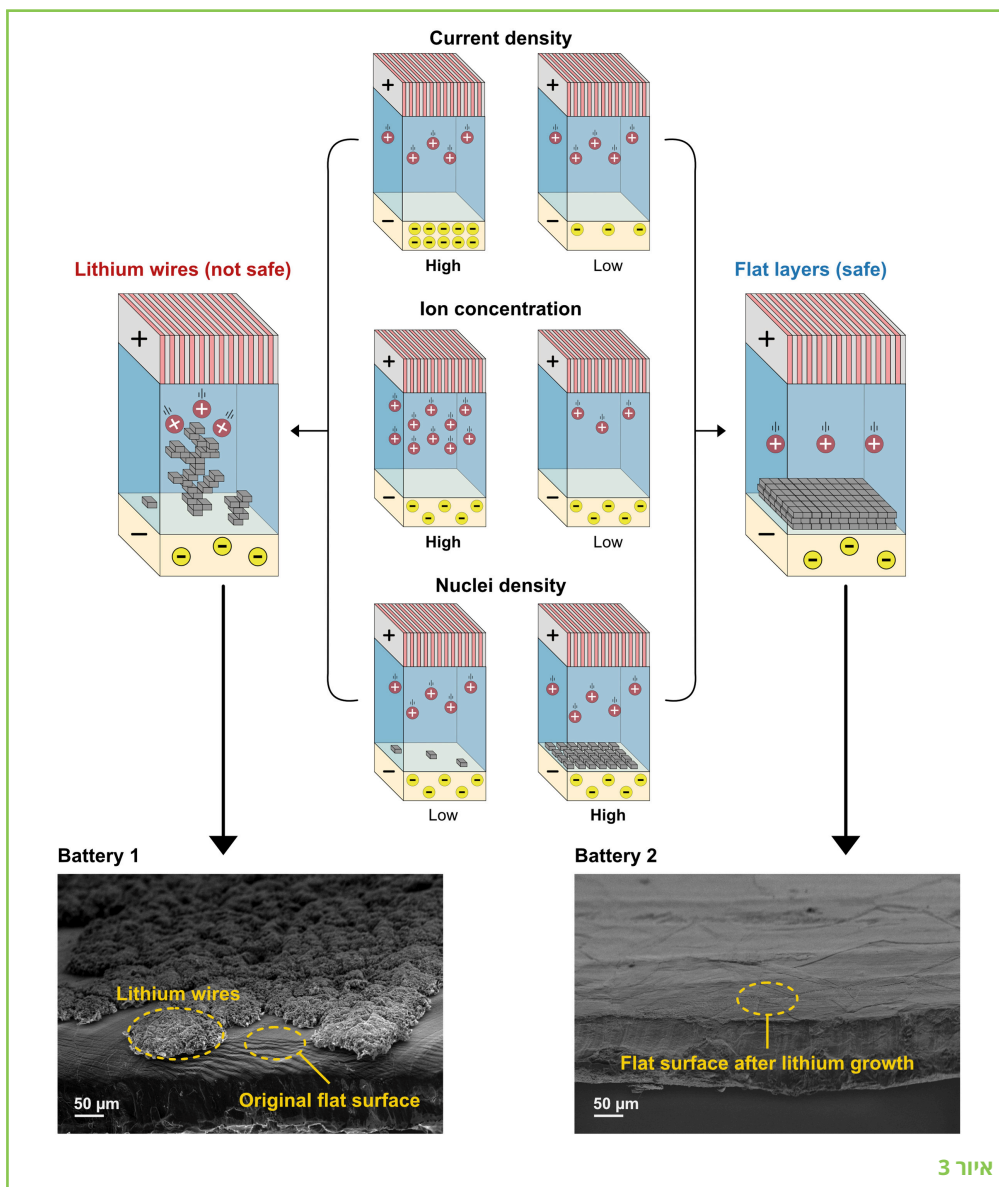 Current density
+
+
−
−
High
Low
Lithium wires (not safe)
Flat layers (safe)
+
−
+
−
Ion concentration
+
+
−
−
High
Low
Nuclei density
+
+
−
−
Low
High
Battery 1
Battery 2
Lithium wires
Original flat surface
50 µm
Flat surface after lithium growth
50 µm
איור 3